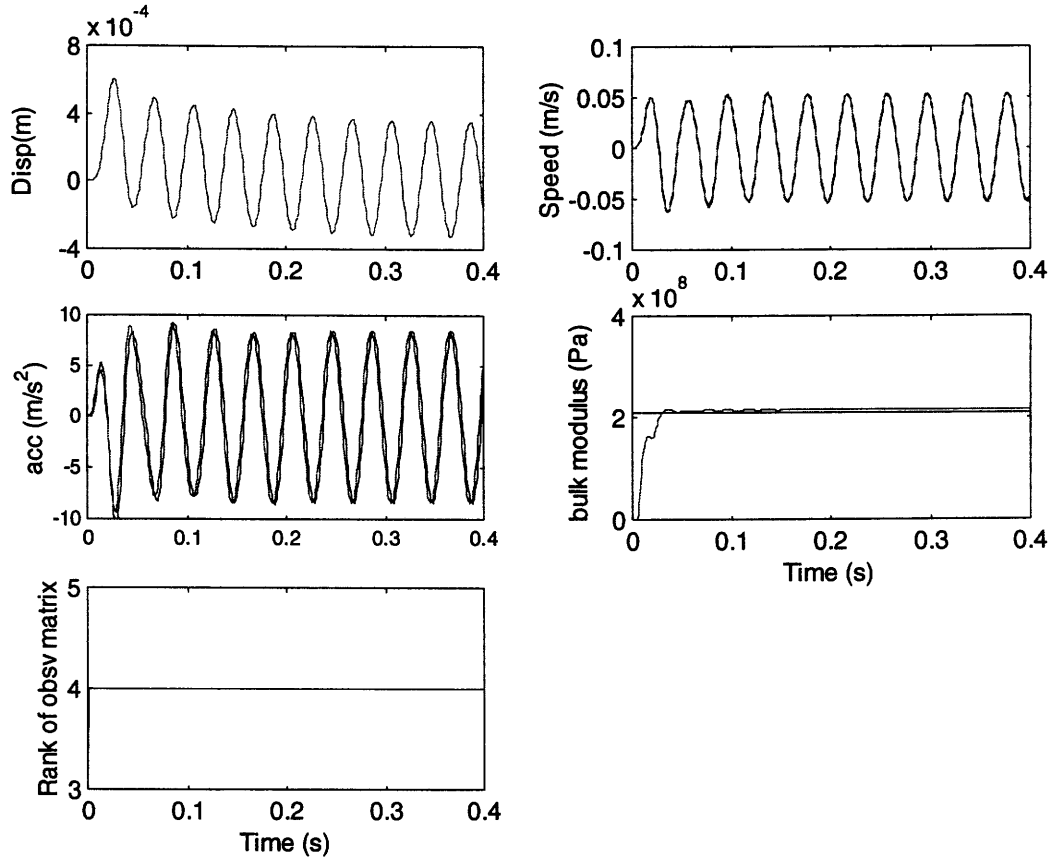 x 10⁻⁴
8
4
0
-4
Disp(m)
0 0.1 0.2 0.3 0.4
0.1
0.05
0
-0.05
-0.1
Speed (m/s)
0 0.1 0.2 0.3 0.4
10
5
0
-5
-10
acc (m/s²)
0 0.1 0.2 0.3 0.4
x 10⁸
4
2
0
bulk modulus (Pa)
0 0.1 0.2 0.3 0.4
Time (s)
5
4
3
Rank of obsv matrix
0 0.1 0.2 0.3 0.4
Time (s)